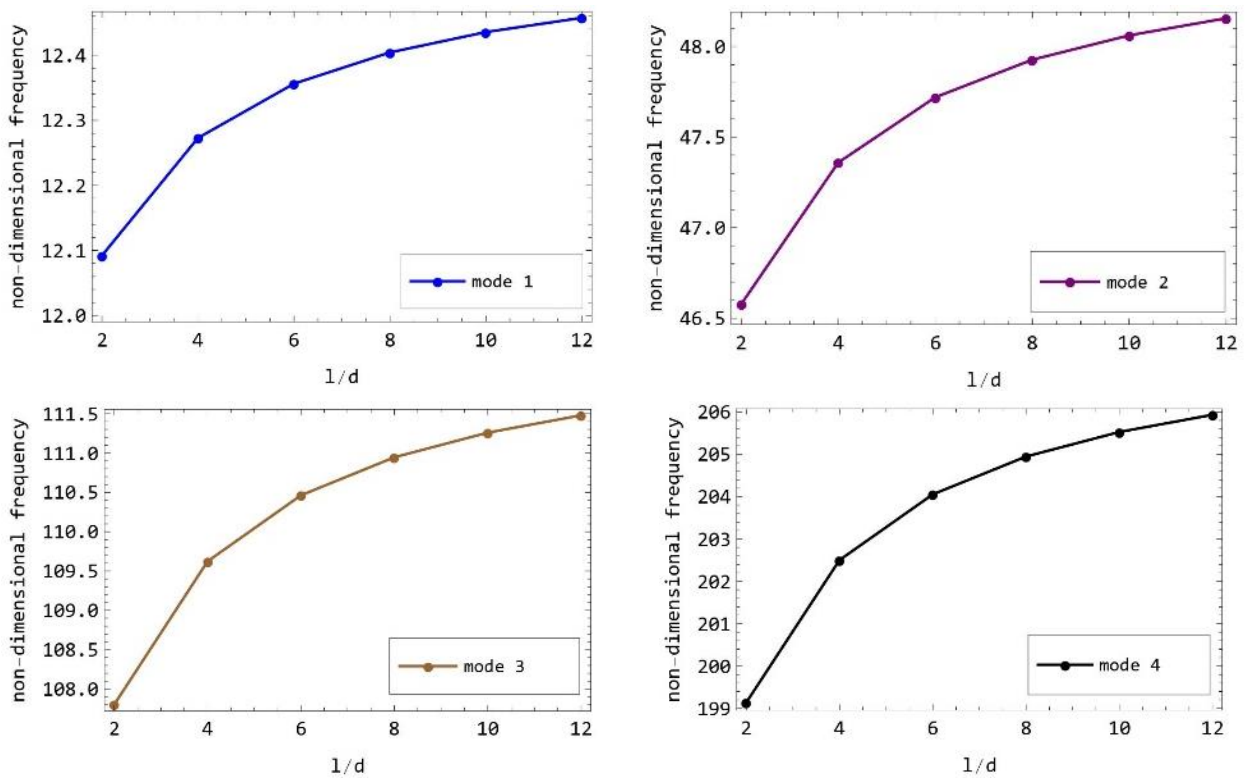 non-dimensional frequency
12.4
12.3
12.2
12.1
12.0
2 4 6 8 10 12
l/d
mode 1
non-dimensional frequency
48.0
47.5
47.0
46.5
2 4 6 8 10 12
l/d
mode 2
non-dimensional frequency
111.5
111.0
110.5
110.0
109.5
109.0
108.5
108.0
2 4 6 8 10 12
l/d
mode 3
non-dimensional frequency
206
205
204
203
202
201
200
199
2 4 6 8 10 12
l/d
mode 4